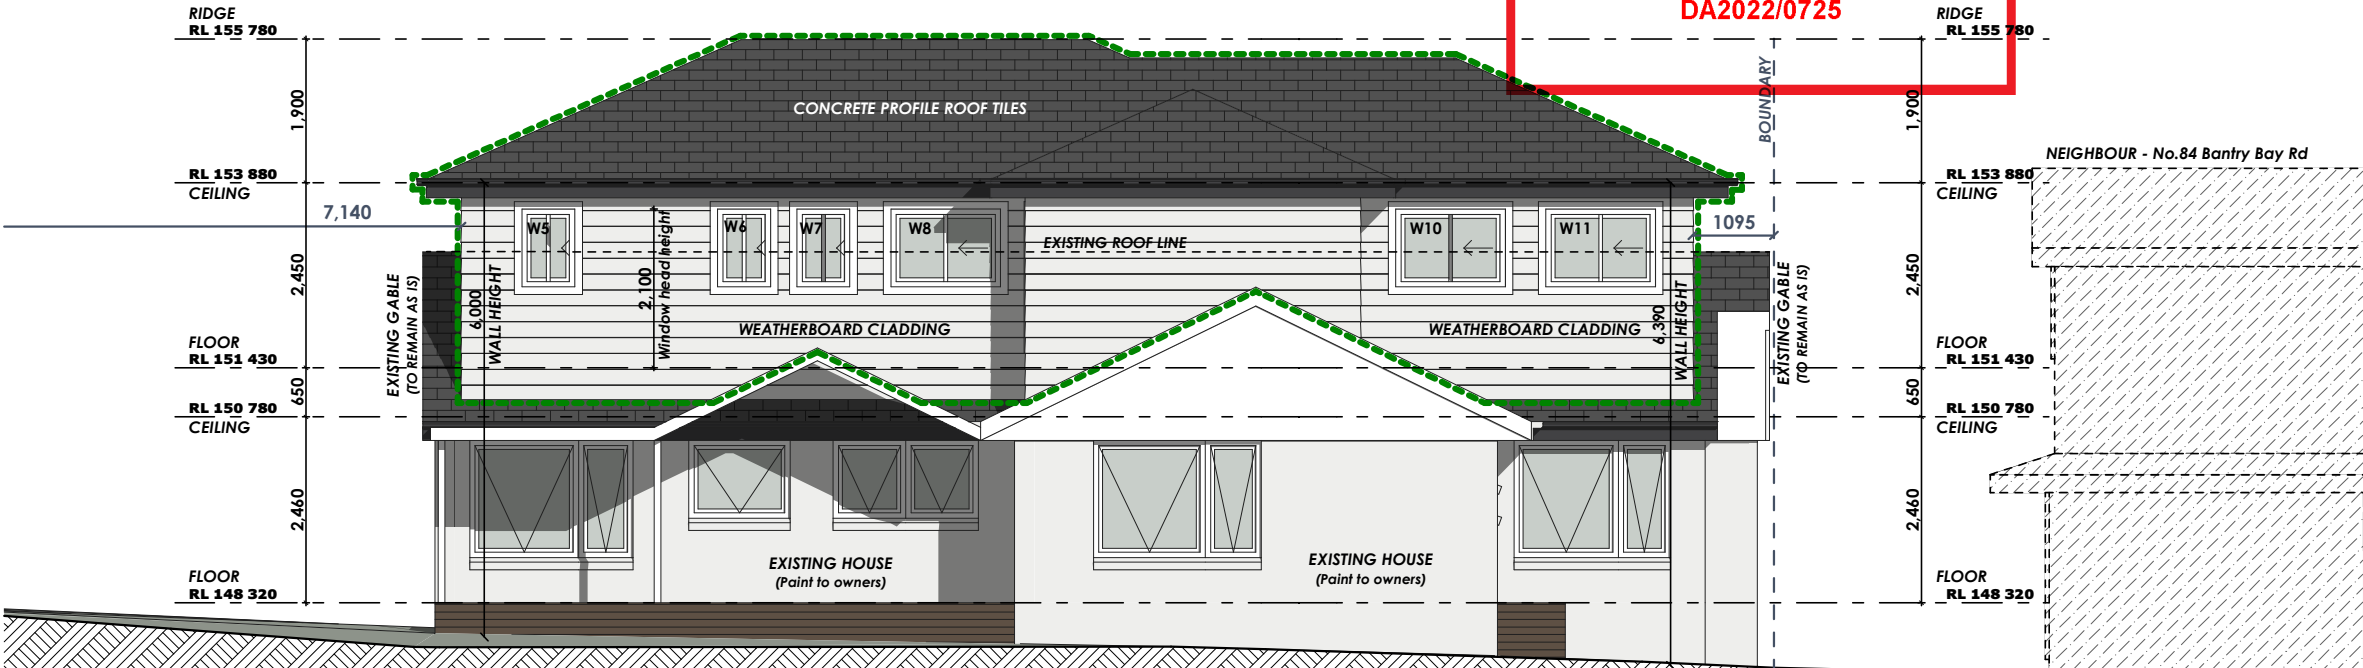 RIDGE
RL 155 780
DA2022/0725
RIDGE
RL 155 780
1,900
CONCRETE PROFILE ROOF TILES
BOUNDARY
1,900
NEIGHBOUR - No.84 Bantry Bay Rd
RL 153 880
CEILING
RL 153 880
CEILING
7,140
W5
W6
W7
W8
W10
W11
1095
EXISTING ROOF LINE
2,450
EXISTING GABLE
(TO REMAIN AS IS)
6,000
WALL HEIGHT
2,100
Window head height
WEATHERBOARD CLADDING
WEATHERBOARD CLADDING
6,390
WALL HEIGHT
EXISTING GABLE
(TO REMAIN AS IS)
2,450
FLOOR
RL 151 430
FLOOR
RL 151 430
650
650
RL 150 780
CEILING
RL 150 780
CEILING
2,460
2,460
EXISTING HOUSE
(Paint to owners)
EXISTING HOUSE
(Paint to owners)
FLOOR
RL 148 320
FLOOR
RL 148 320